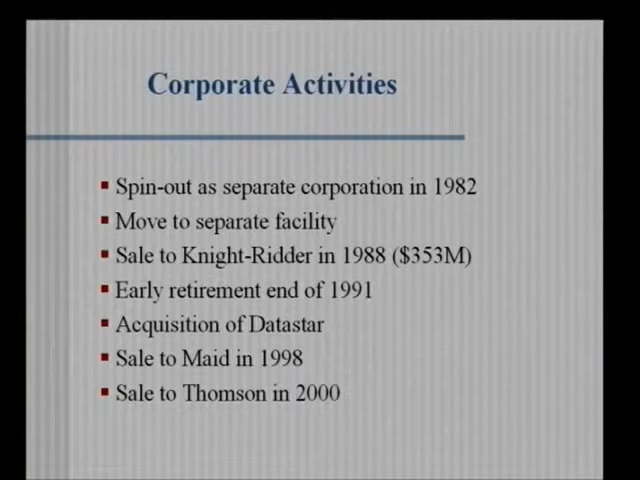 Corporate Activities
Spin-out as separate corporation in 1982
Move to separate facility
Sale to Knight-Ridder in 1988 ($353M)
Early retirement end of 1991
Acquisition of Datastar
Sale to Maid in 1998
Sale to Thomson in 2000